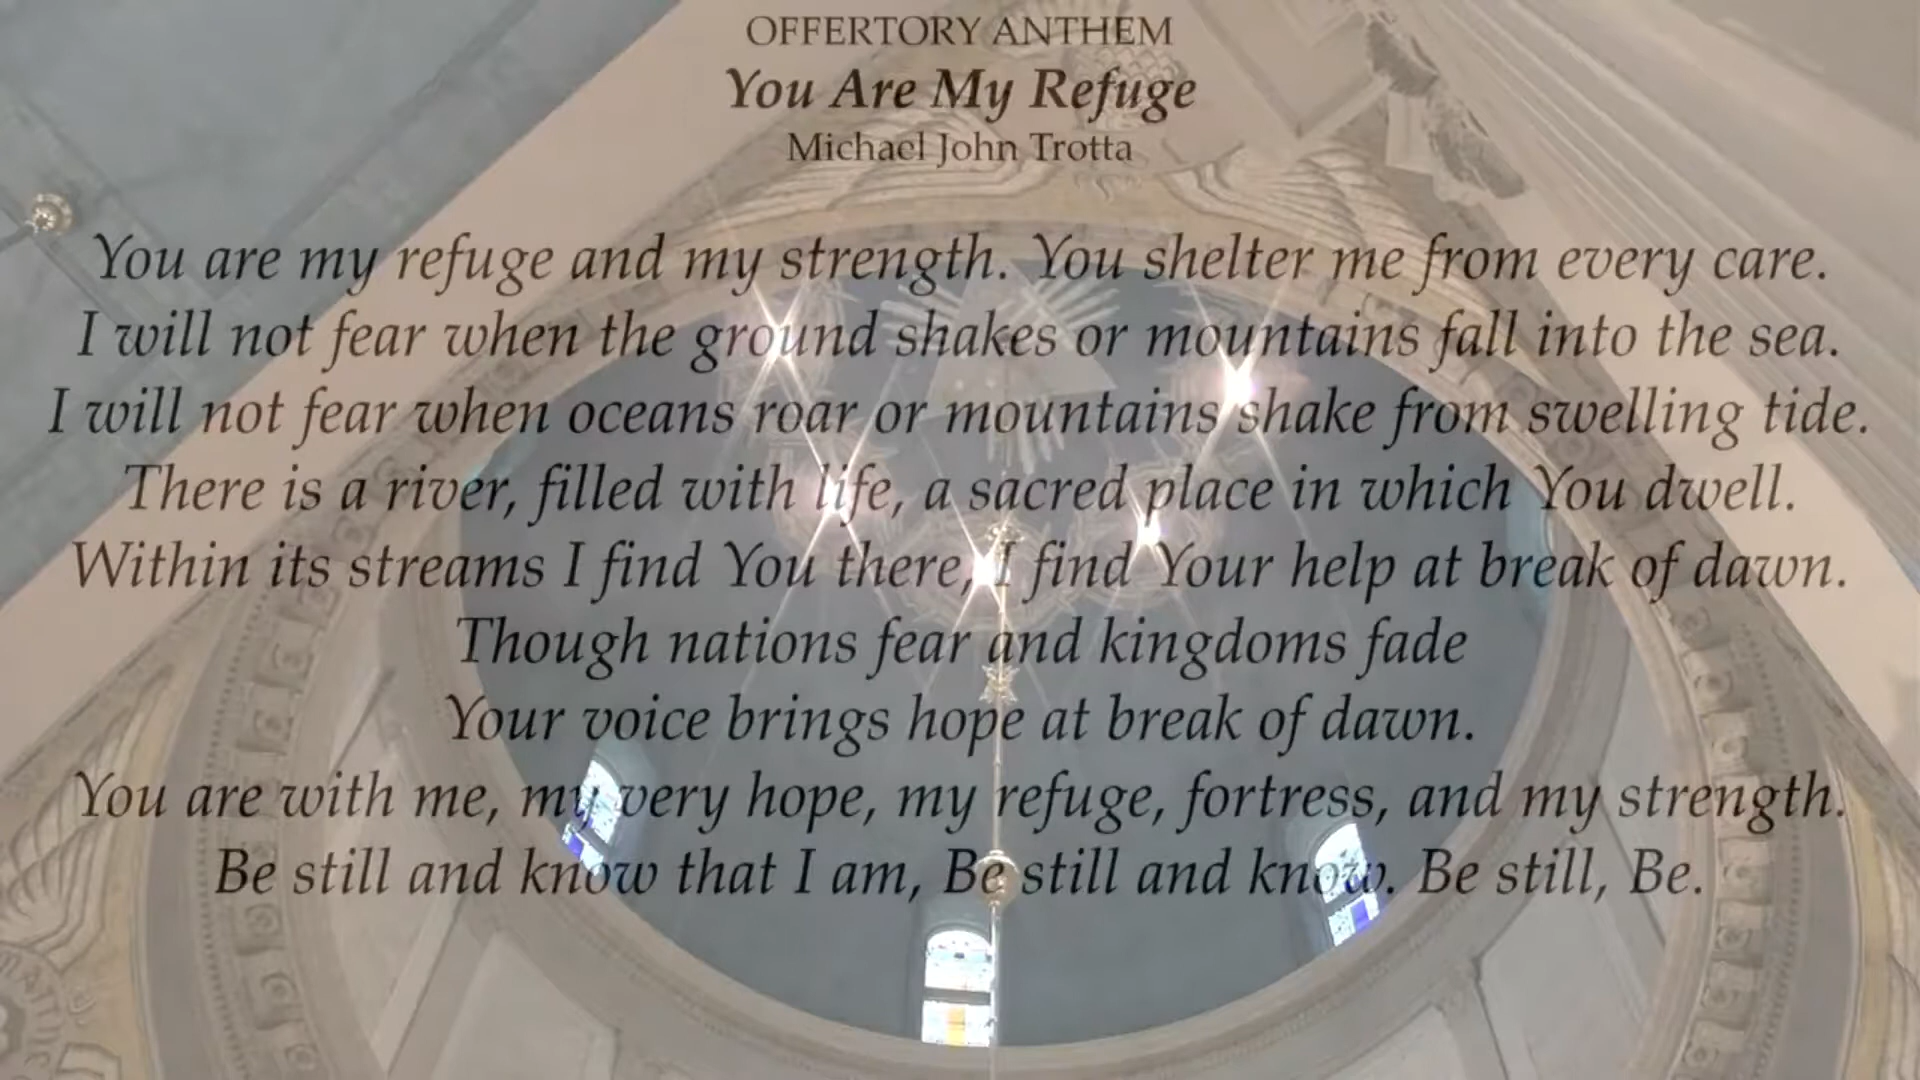 OFFERTORY ANTHEM
You Are My Refuge
Michael John Trotta
You are my refuge and my strength. You shelter me from every care.
I will not fear when the ground shakes or mountains fall into the sea.
I will not fear when oceans roar or mountains shake from swelling tide.
There is a river, filled with life, a sacred place in which You dwell.
Within its streams I find You there, I find Your help at break of dawn.
Though nations fear and kingdoms fade
Your voice brings hope at break of dawn.
You are with me, my very hope, my refuge, fortress, and my strength.
Be still and know that I am, Be still and know. Be still, Be.